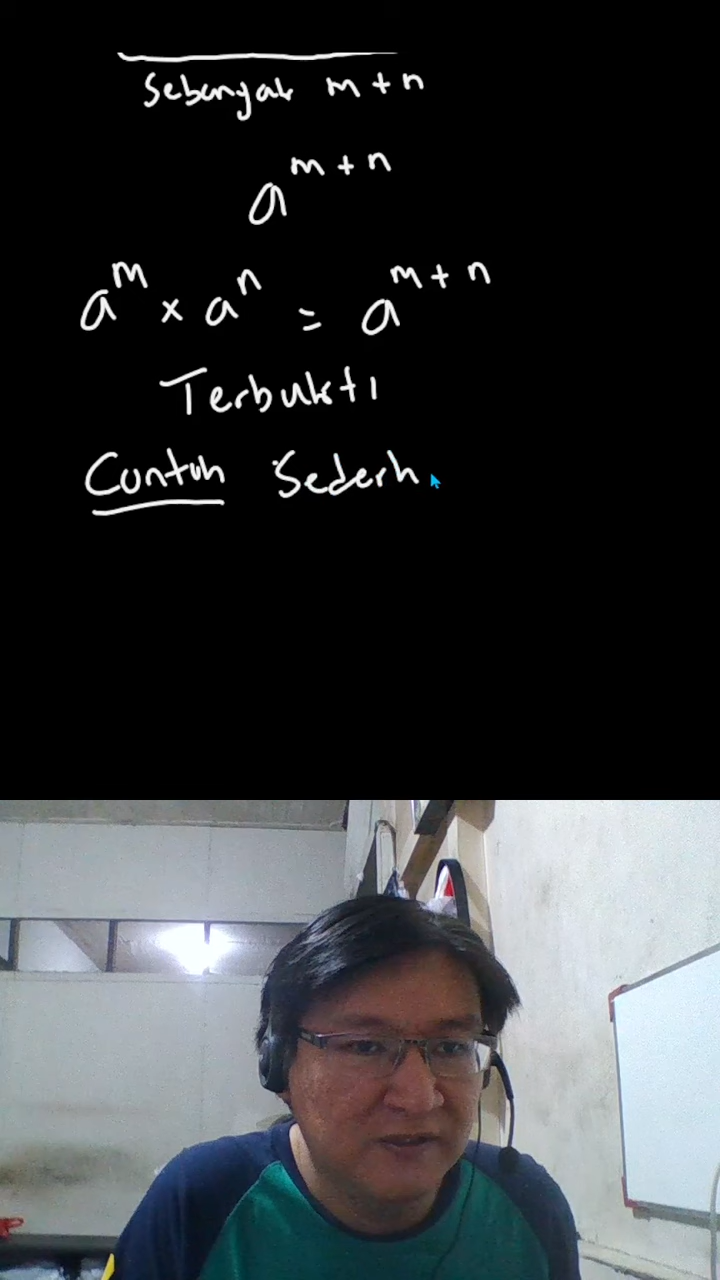 Sebanyak m + n
a^{m + n}
a^m × a^n = a^{m + n}
Terbukti
Contoh Sederh